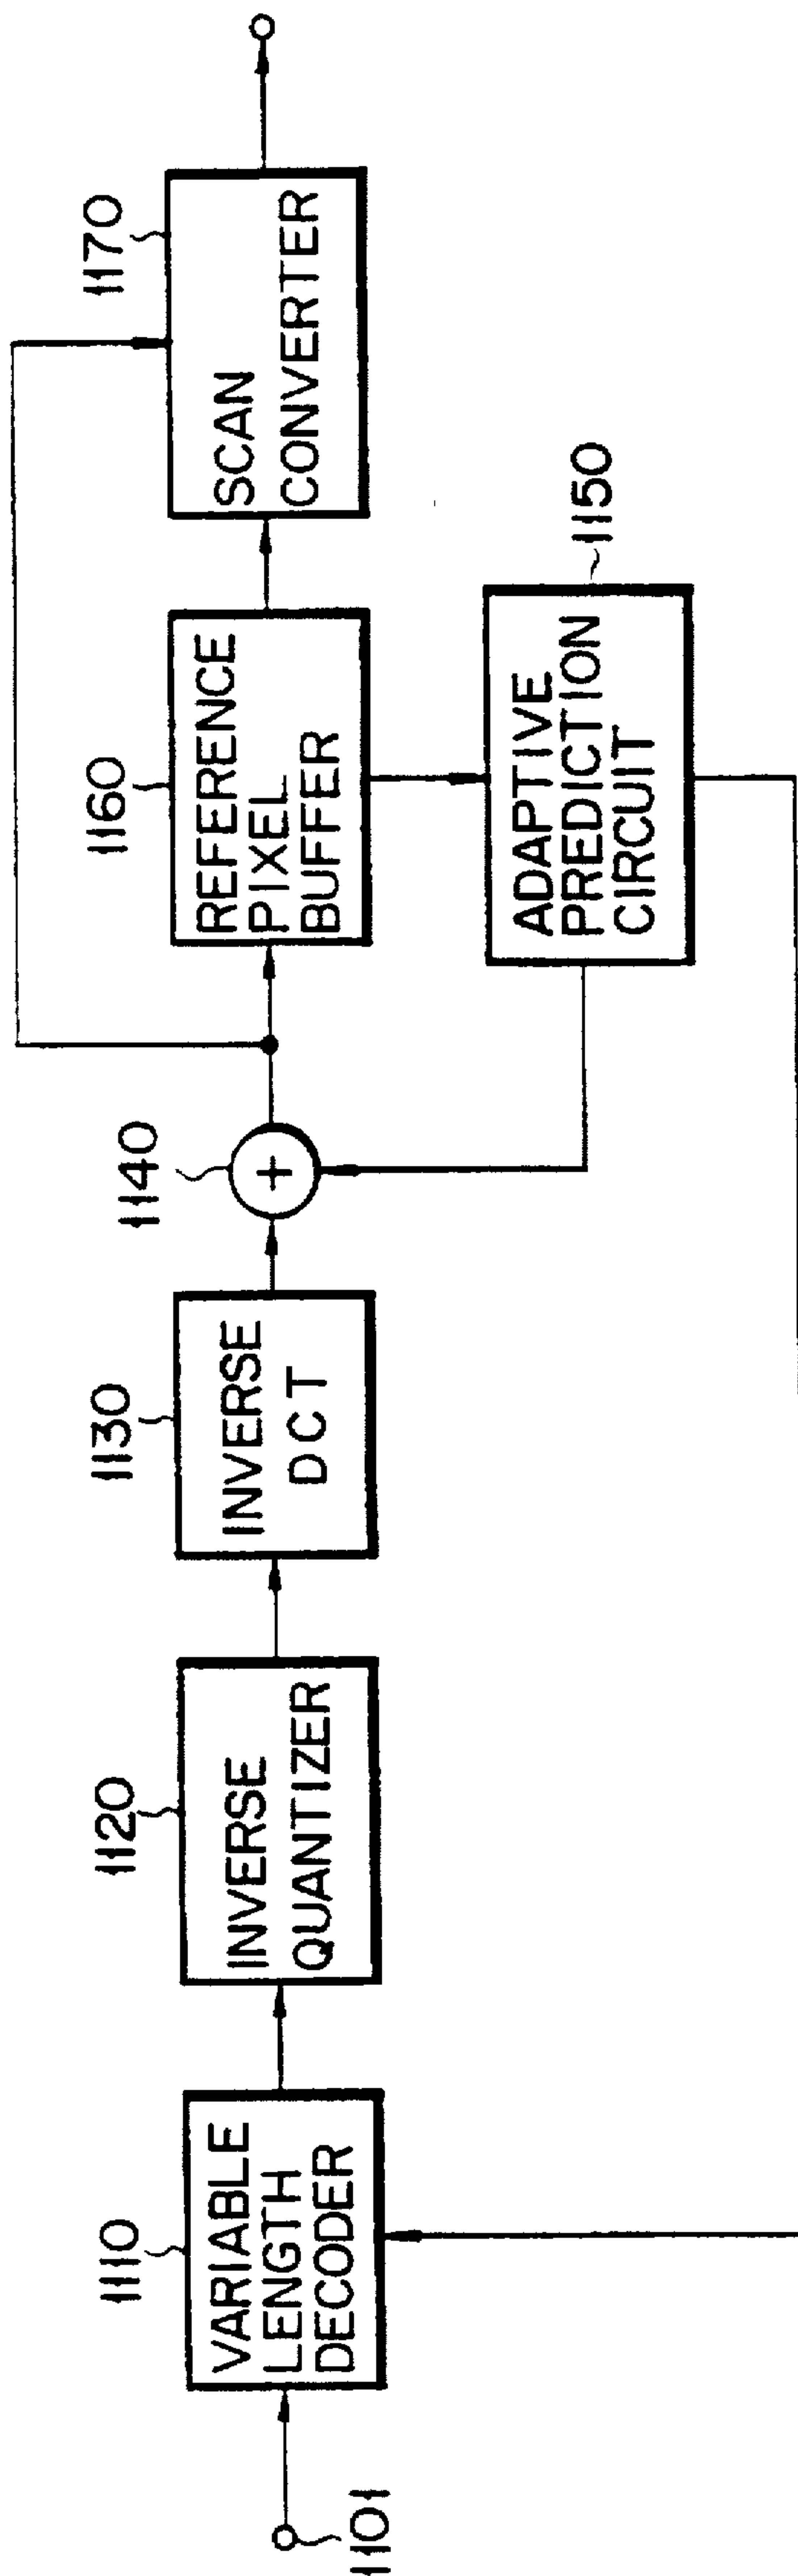 1101
1110
VARIABLE
LENGTH
DECODER
1120
INVERSE
QUANTIZER
1130
INVERSE
DCT
1140
+
1160
REFERENCE
PIXEL
BUFFER
1150
ADAPTIVE
PREDICTION
CIRCUIT
1170
SCAN
CONVERTER